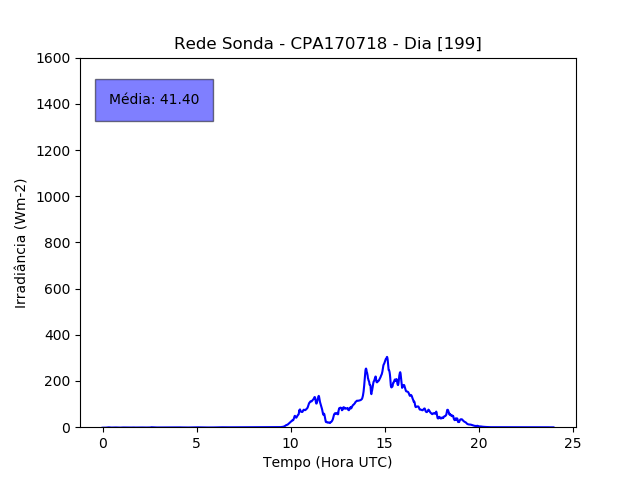 Rede Sonda - CPA170718 - Dia [199]
1600
1400
1200
1000
800
600
400
200
0
Média: 41.40
Irradiância (Wm-2)
0 5 10 15 20 25
Tempo (Hora UTC)